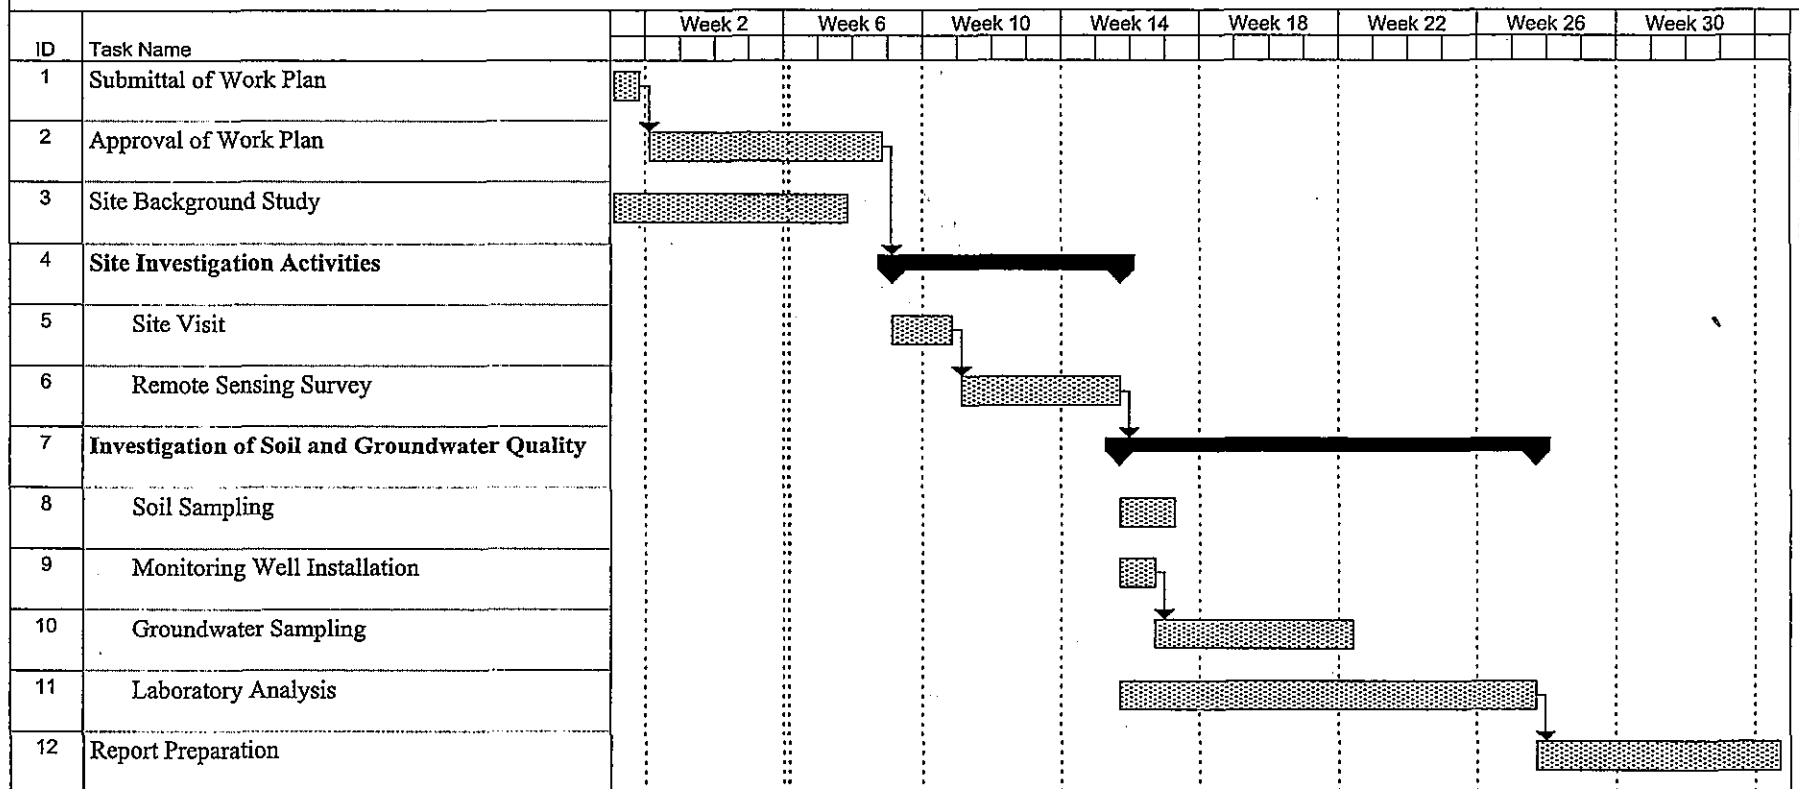 Week 2 Week 6 Week 10 Week 14 Week 18 Week 22 Week 26 Week 30
ID Task Name
1 Submittal of Work Plan
2 Approval of Work Plan
3 Site Background Study
4 Site Investigation Activities
5 Site Visit
6 Remote Sensing Survey
7 Investigation of Soil and Groundwater Quality
8 Soil Sampling
9 Monitoring Well Installation
10 Groundwater Sampling
11 Laboratory Analysis
12 Report Preparation